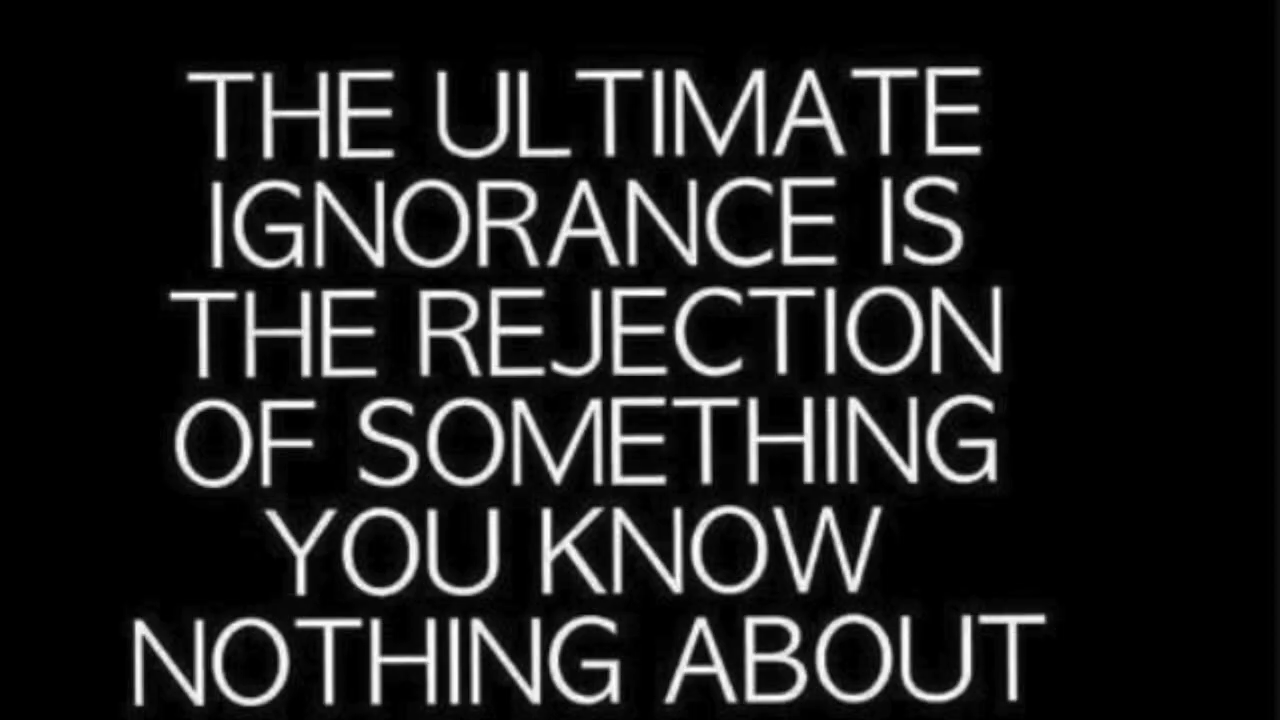 THE ULTIMATE
IGNORANCE IS
THE REJECTION
OF SOMETHING
YOU KNOW
NOTHING ABOUT